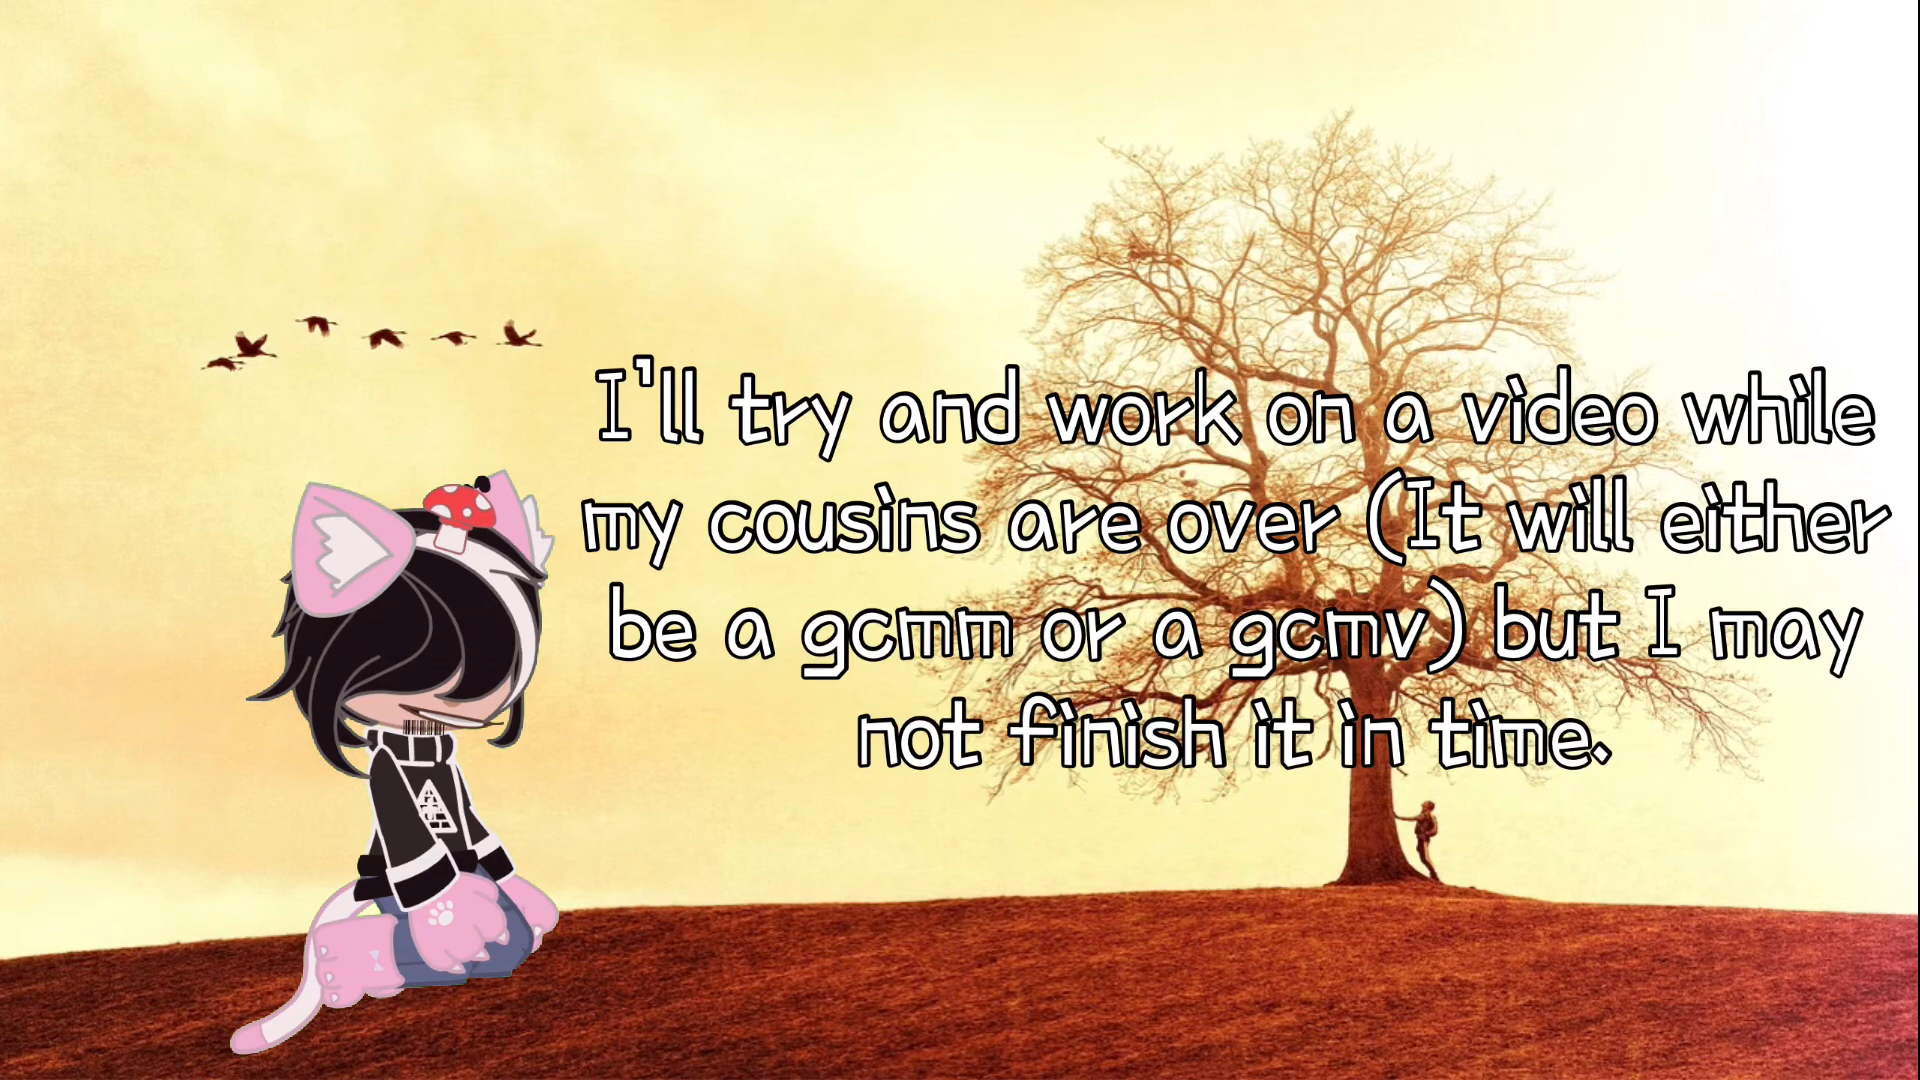 I'll try and work on a video while
my cousins are over (It will either
be a gcmm or a gcmv) but I may
not finish it in time.